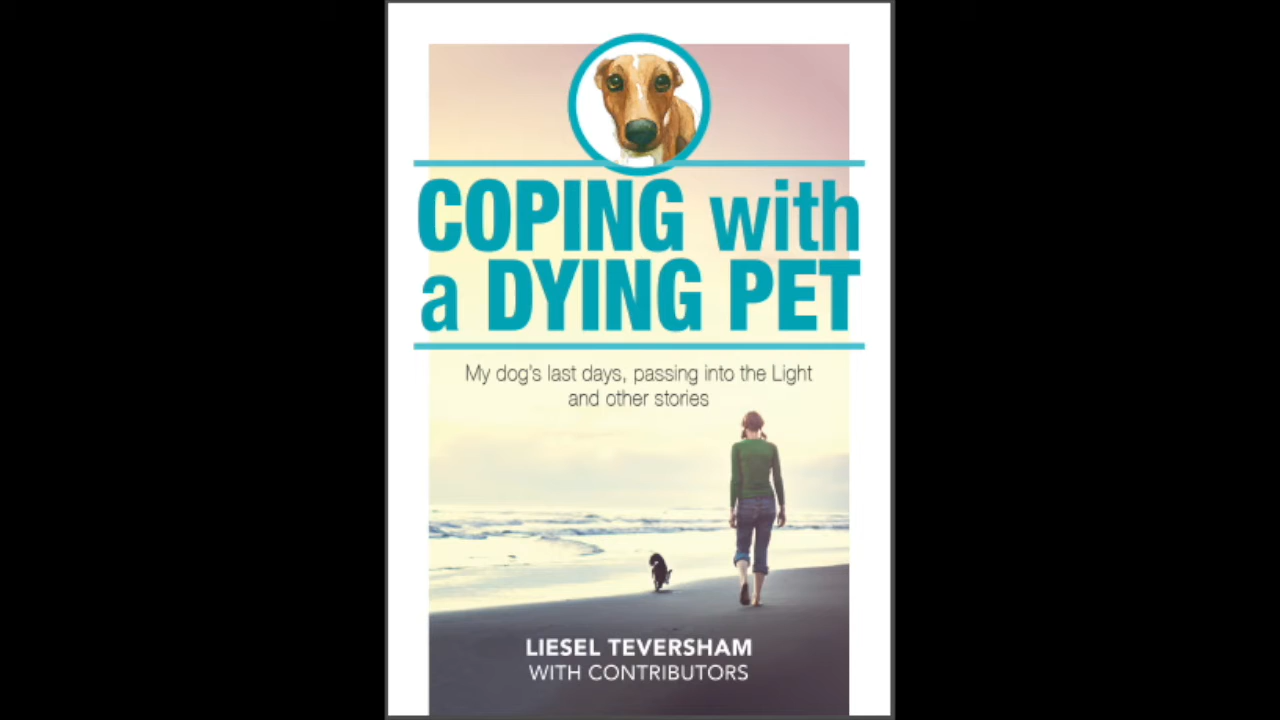 COPING with
a DYING PET
My dog's last days, passing into the Light
and other stories
LIESEL TEVERSHAM
WITH CONTRIBUTORS